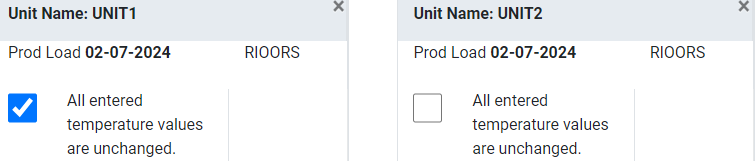 Unit Name: UNIT1
Prod Load 02-07-2024 RIOORS
All entered
temperature values
are unchanged.
Unit Name: UNIT2
Prod Load 02-07-2024 RIOORS
All entered
temperature values
are unchanged.